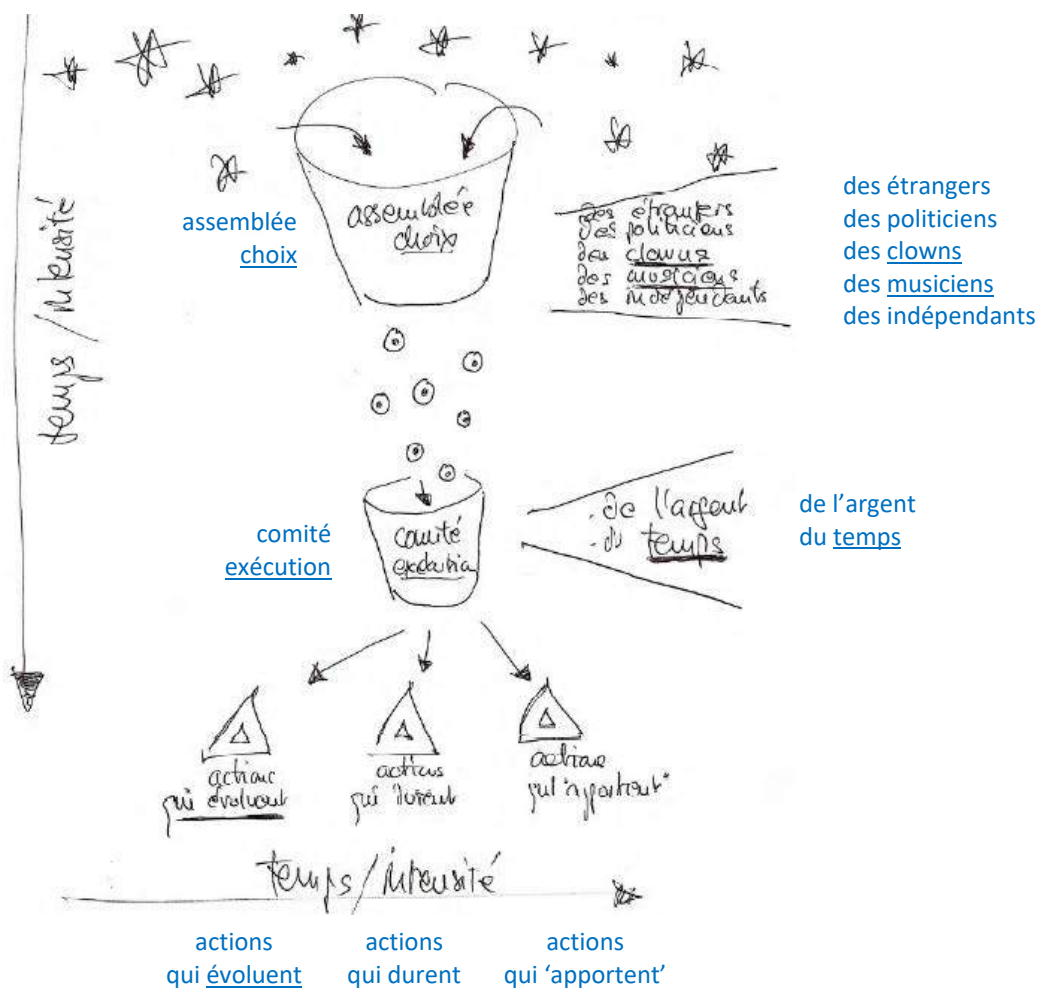 temps / intensité
assemblée
choix
assemblée
choix
des étrangers
des politiciens
des clowns
des musiciens
des indépendants
des étrangers
des politiciens
des clowns
des musiciens
des indépendants
comité
exécution
comité
exécution
. de l'argent
. du temps
de l’argent
du temps
actions
qui évoluent
actions
qui durent
actions
qui "apportent"
temps / intensité
actions
qui évoluent
actions
qui durent
actions
qui ‘apportent’